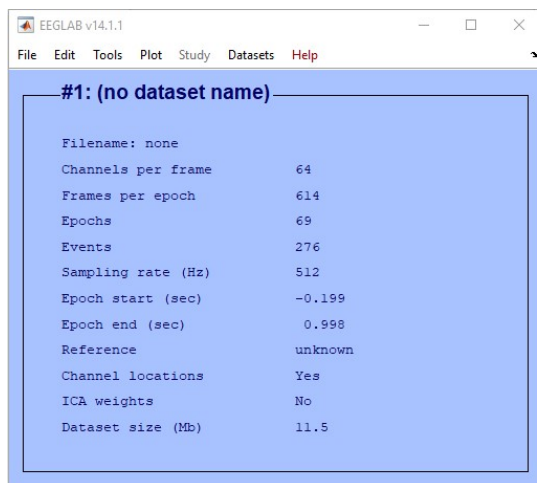 EEGLAB v14.1.1
File Edit Tools Plot Study Datasets Help
#1: (no dataset name)
Filename: none
Channels per frame 64
Frames per epoch 614
Epochs 69
Events 276
Sampling rate (Hz) 512
Epoch start (sec) -0.199
Epoch end (sec) 0.998
Reference unknown
Channel locations Yes
ICA weights No
Dataset size (Mb) 11.5